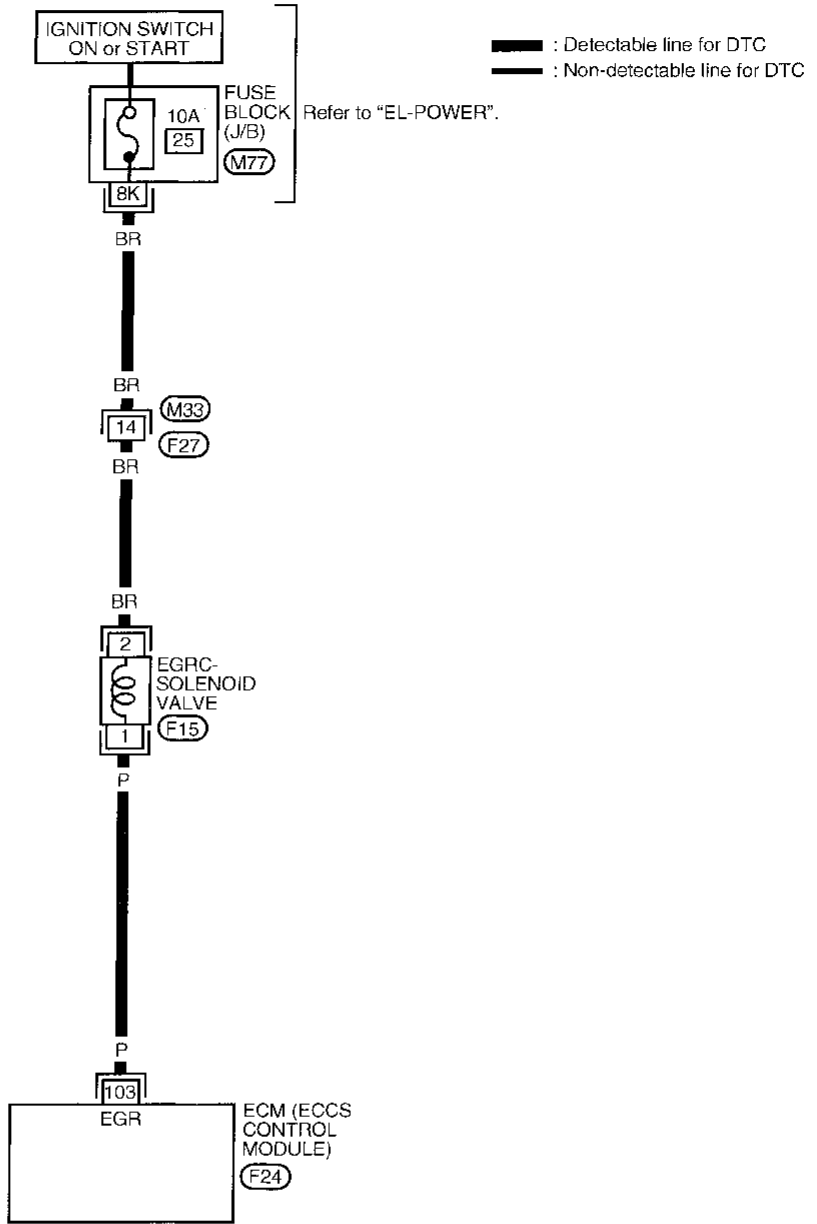 IGNITION SWITCH
ON or START
: Detectable line for DTC
: Non-detectable line for DTC
FUSE
BLOCK
(J/B)
10A
25
M77
Refer to "EL-POWER".
8K
BR
BR
M33
14
F27
BR
BR
2
EGRC-
SOLENOID
VALVE
F15
1
P
P
103
EGR
ECM (ECCS
CONTROL
MODULE)
F24